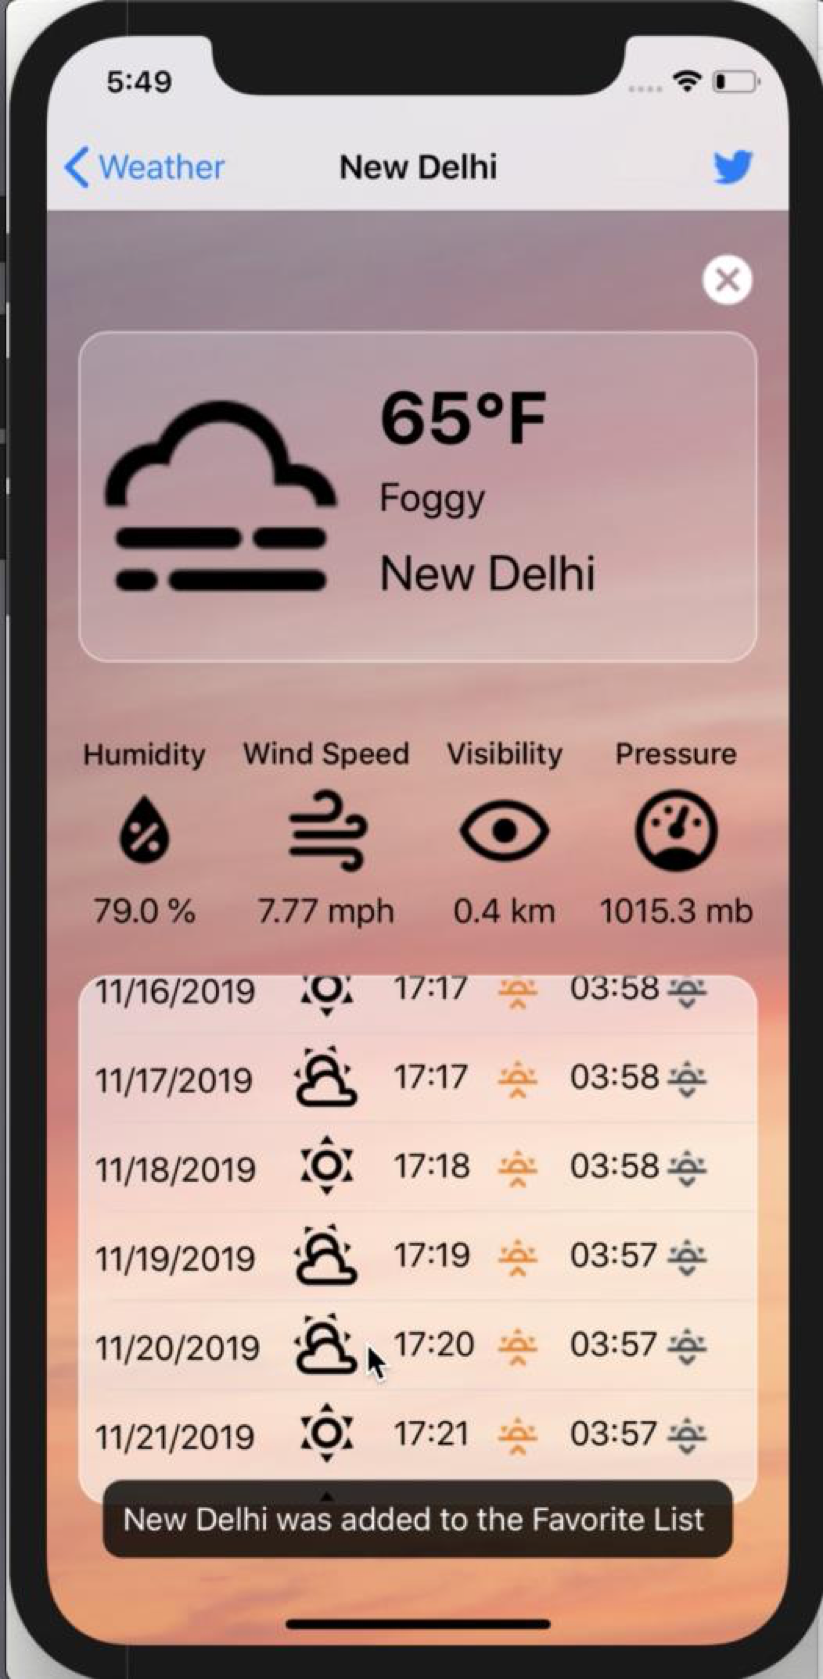 5:49
Weather New Delhi
65°F
Foggy
New Delhi
Humidity Wind Speed Visibility Pressure
79.0 % 7.77 mph 0.4 km 1015.3 mb
11/16/2019 17:17 03:58
11/17/2019 17:17 03:58
11/18/2019 17:18 03:58
11/19/2019 17:19 03:57
11/20/2019 17:20 03:57
11/21/2019 17:21 03:57
New Delhi was added to the Favorite List